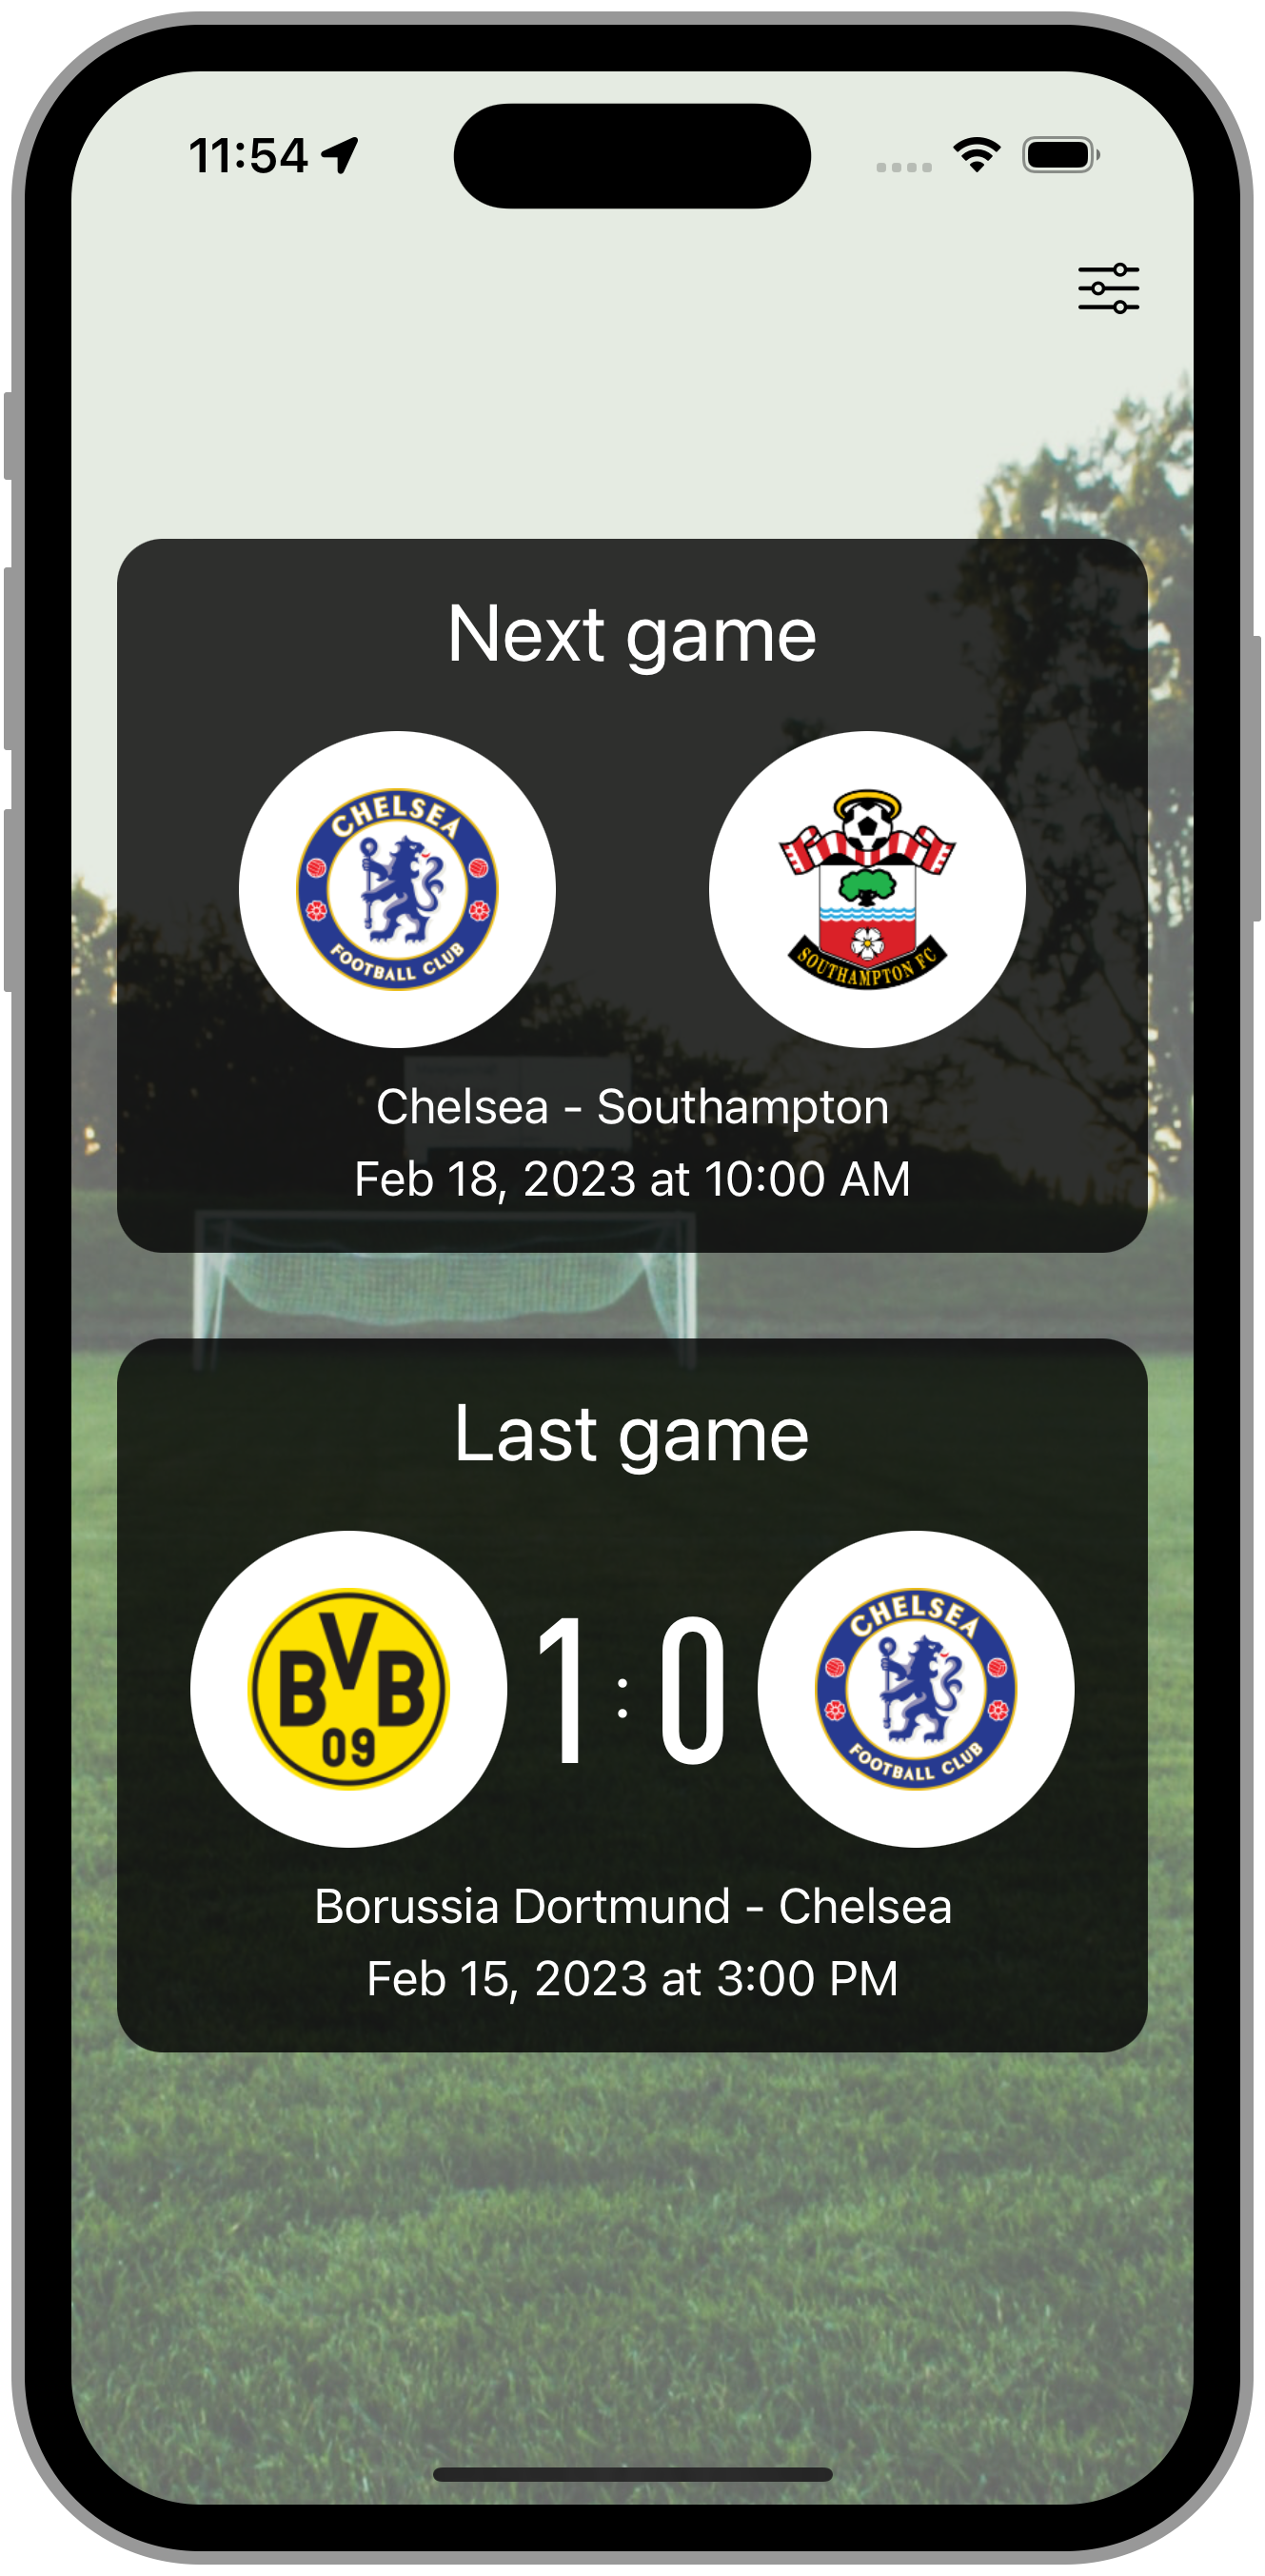 11:54
Next game
CHELSEA
FOOTBALL CLUB
SOUTHAMPTON FC
Chelsea - Southampton
Feb 18, 2023 at 10:00 AM
Last game
BVB
09
1 : 0
CHELSEA
FOOTBALL CLUB
Borussia Dortmund - Chelsea
Feb 15, 2023 at 3:00 PM